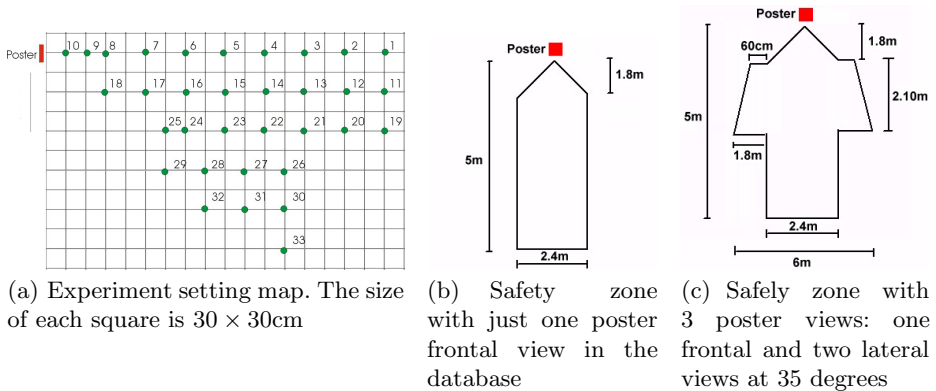 Poster
10 9 8 7 6 5 4 3 2 1
18 17 16 15 14 13 12 11
25 24 23 22 21 20 19
29 28 27 26
32 31 30
33
(a) Experiment setting map. The size
of each square is 30 × 30cm
Poster
1.8m
5m
2.4m
(b) Safety zone
with just one poster
frontal view in the
database
Poster
60cm
1.8m
5m
2.10m
1.8m
2.4m
6m
(c) Safely zone with
3 poster views: one
frontal and two lateral
views at 35 degrees